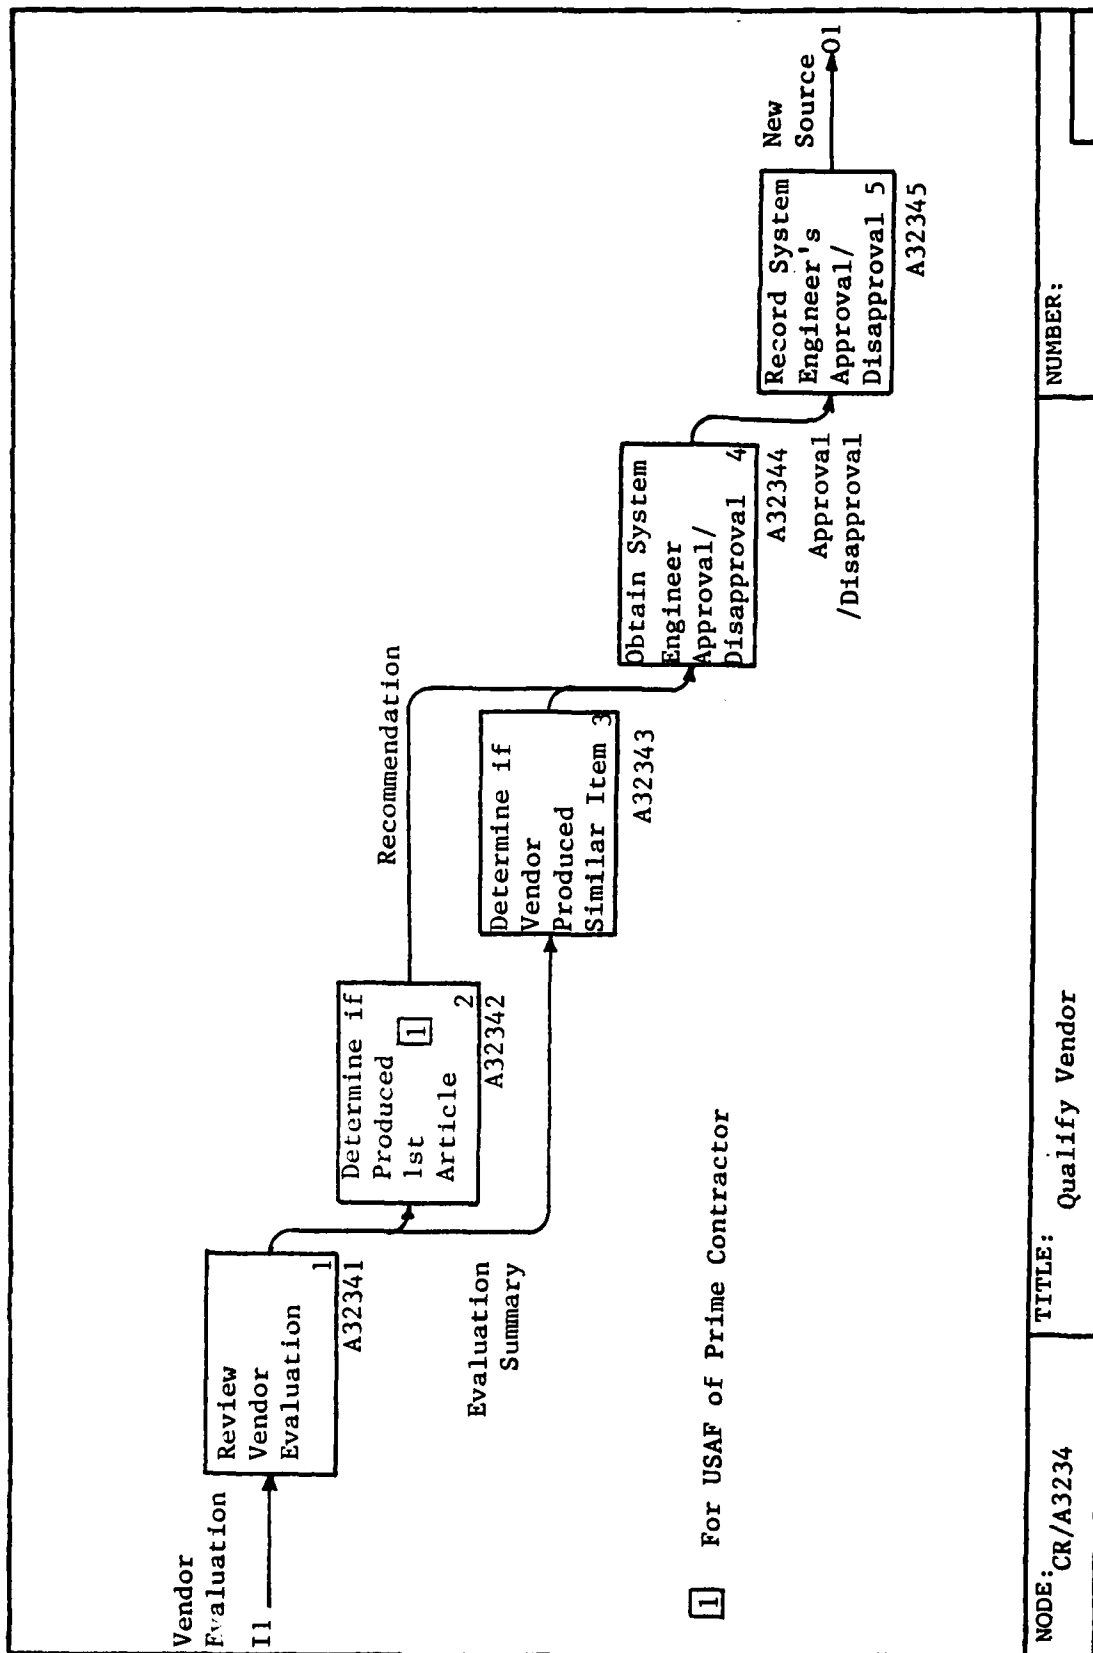 Vendor
Evaluation
I1
Review
Vendor
Evaluation
1
A32341
Evaluation
Summary
Determine if
Produced
1st [1]
Article
2
A32342
Recommendation
Determine if
Vendor
Produced
Similar Item 3
A32343
Obtain System
Engineer
Approval/
Disapproval 4
A32344
Approval
/Disapproval
Record System
Engineer's
Approval/
Disapproval 5
A32345
New
Source
O1
[1] For USAF of Prime Contractor
NODE: CR/A3234
TITLE: Qualify Vendor
NUMBER: